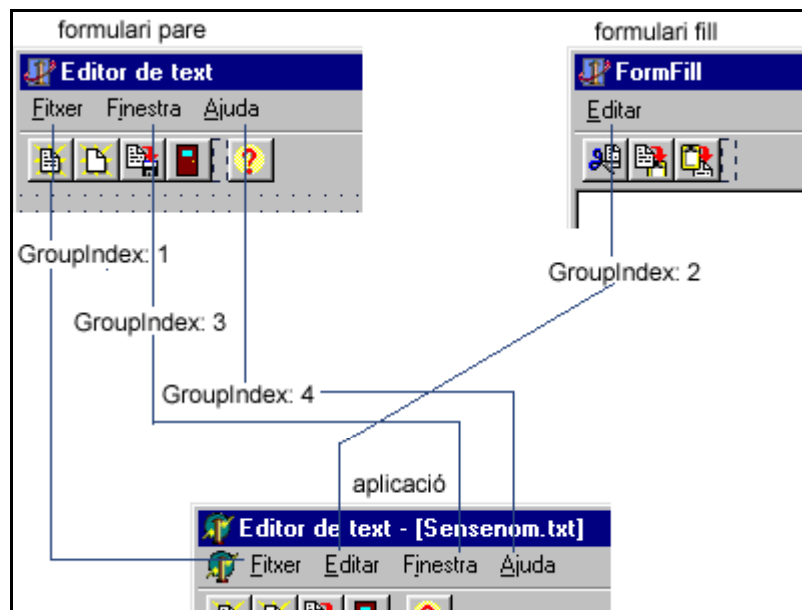 formulari pare
formulari fill
Editor de text
FormFill
Fitxer Finestra Ajuda
Editar
GroupIndex: 1
GroupIndex: 2
GroupIndex: 3
GroupIndex: 4
aplicació
Editor de text - [Sensenom.txt]
Fitxer Editar Finestra Ajuda